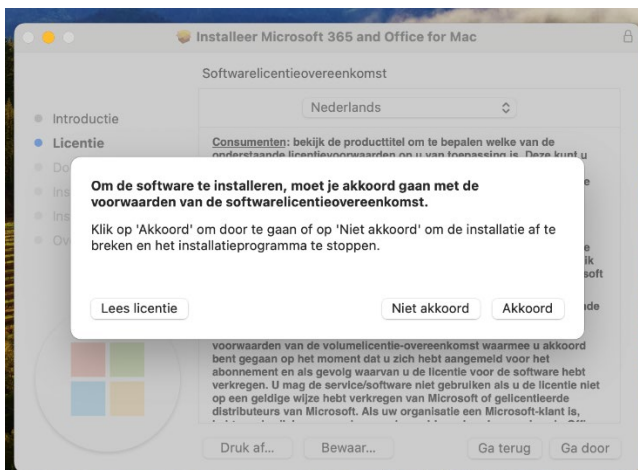 Installeer Microsoft 365 and Office for Mac
Softwarelicentieovereenkomst
Nederlands
Introductie
Licentie
Consumenten: bekijk de producttitel om te bepalen welke van de
onderstaande licentievoorwaarden op u van toepassing is. Deze kunt u
Do
Ins
Ins
Ov
Om de software te installeren, moet je akkoord gaan met de
voorwaarden van de softwarelicentieovereenkomst.
Klik op 'Akkoord' om door te gaan of op 'Niet akkoord' om de installatie af te
breken en het installatieprogramma te stoppen.
Lees licentie
Niet akkoord
Akkoord
voorwaarden van de volumelicentie-overeenkomst waarmee u akkoord
bent gegaan op het moment dat u zich hebt aangemeld voor het
abonnement en als gevolg waarvan u de licentie voor de software hebt
verkregen. U mag de service/software niet gebruiken als u de licentie niet
op een geldige wijze hebt verkregen van Microsoft of gelicentieerde
distributeurs van Microsoft. Als uw organisatie een Microsoft-klant is,
Druk af...
Bewaar...
Ga terug
Ga door